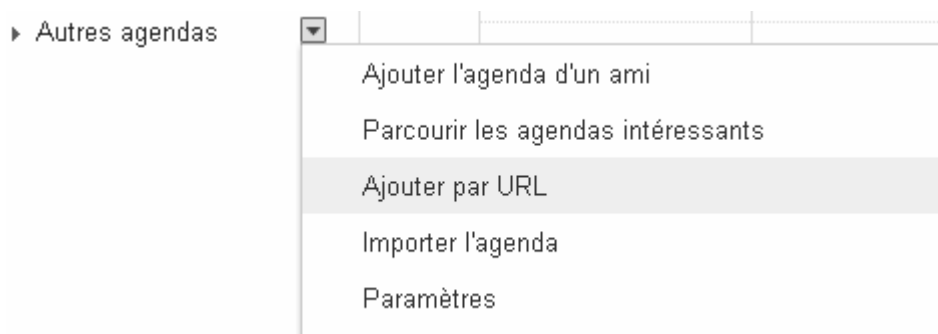 Autres agendas
Ajouter l'agenda d'un ami
Parcourir les agendas intéressants
Ajouter par URL
Importer l'agenda
Paramètres